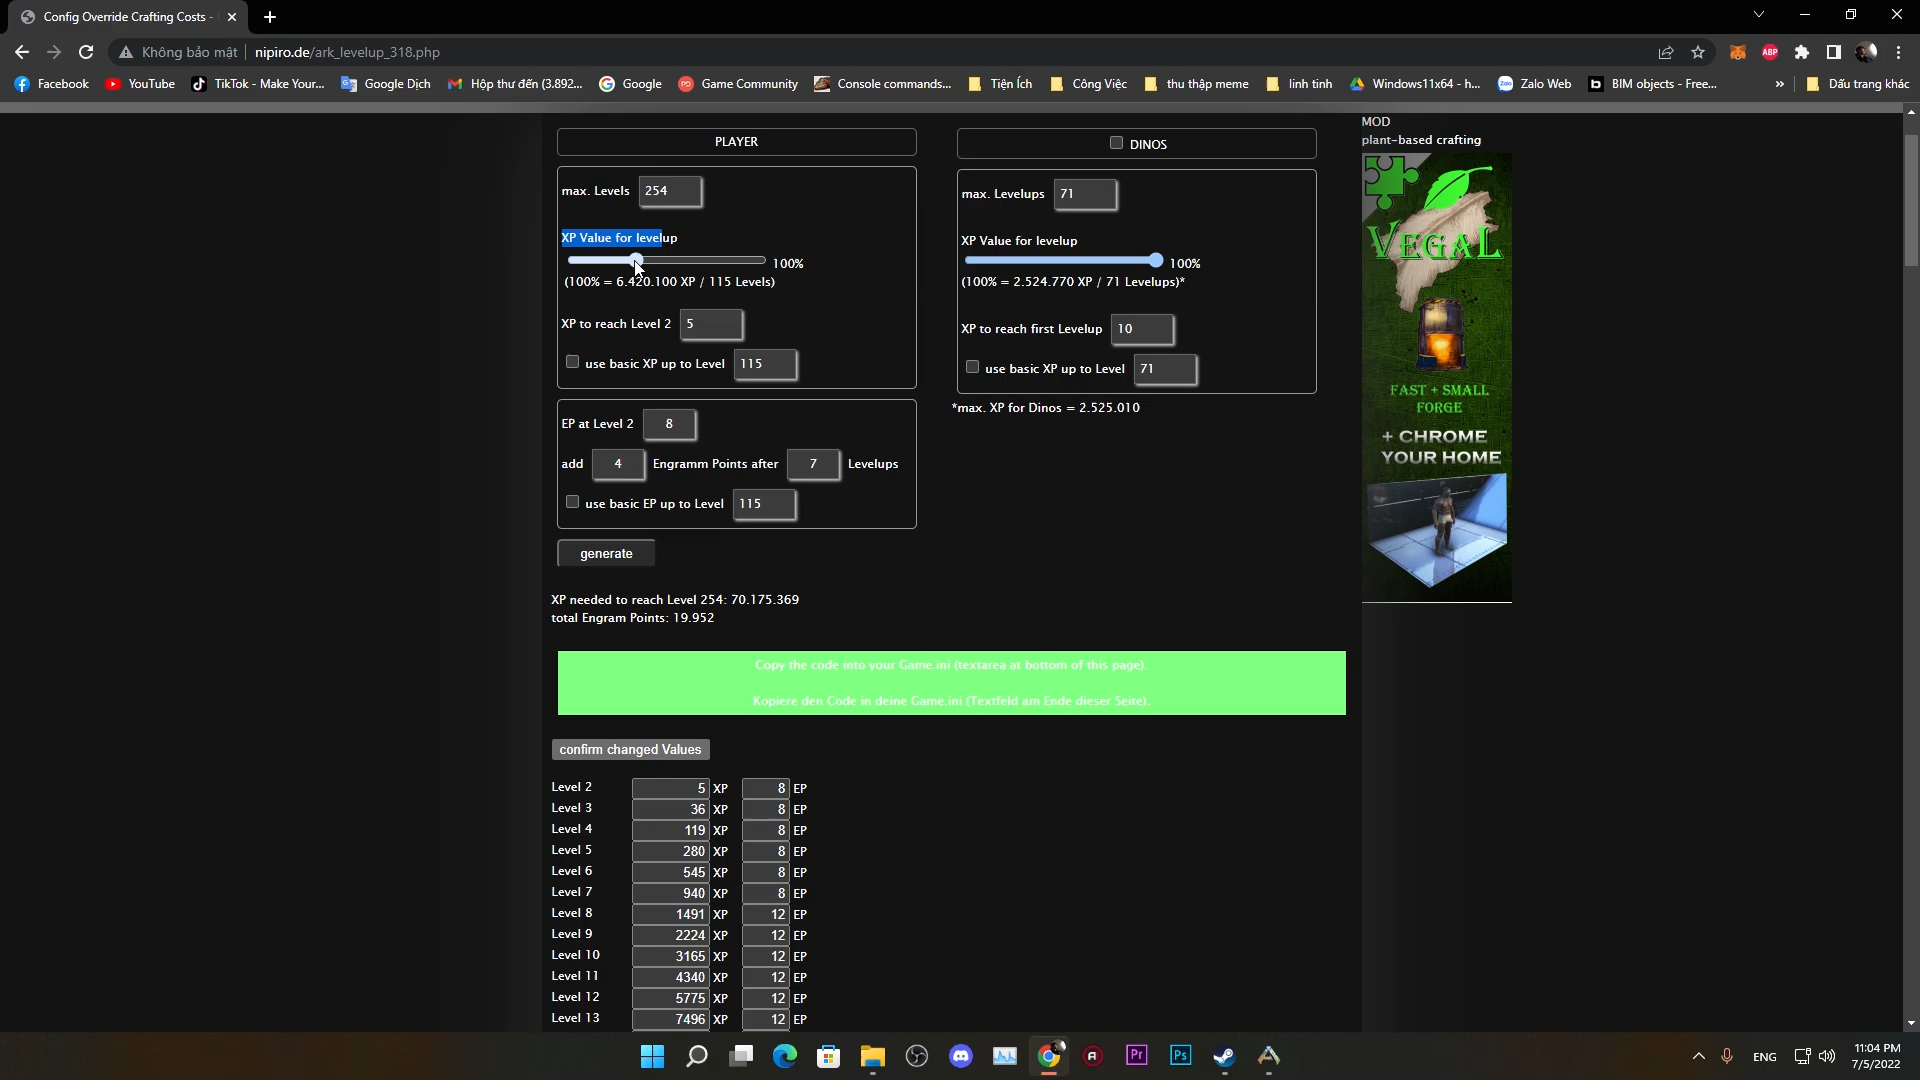 Config Override Crafting Costs -
Không bảo mật
nipiro.de/ark_levelup_318.php
ABP
Facebook
YouTube
TikTok - Make Your...
Google Dịch
Hộp thư đến (3.892...
Google
Game Community
Console commands...
Tiện Ích
Công Việc
thu thập meme
linh tinh
Windows11x64 - h...
Zalo Web
BIM objects - Free...
»
Dấu trang khác
PLAYER
max. Levels 254
XP Value for levelup
100%
(100% = 6.420.100 XP / 115 Levels)
XP to reach Level 2 5
use basic XP up to Level 115
EP at Level 2 8
add 4 Engramm Points after 7 Levelups
use basic EP up to Level 115
generate
DINOS
max. Levelups 71
XP Value for levelup
100%
(100% = 2.524.770 XP / 71 Levelups)*
XP to reach first Levelup 10
use basic XP up to Level 71
*max. XP for Dinos = 2.525.010
MOD
plant-based crafting
VEGAL
FAST + SMALL
FORGE
+ CHROME
YOUR HOME
XP needed to reach Level 254: 70.175.369
total Engram Points: 19.952
Copy the code into your Game.ini (textarea at bottom of this page).
Kopiere den Code in deine Game.ini (Textfeld am Ende dieser Seite).
confirm changed Values
Level 2 5 XP 8 EP
Level 3 36 XP 8 EP
Level 4 119 XP 8 EP
Level 5 280 XP 8 EP
Level 6 545 XP 8 EP
Level 7 940 XP 8 EP
Level 8 1491 XP 12 EP
Level 9 2224 XP 12 EP
Level 10 3165 XP 12 EP
Level 11 4340 XP 12 EP
Level 12 5775 XP 12 EP
Level 13 7496 XP 12 EP
Pr
Ps
ENG
11:04 PM
7/5/2022